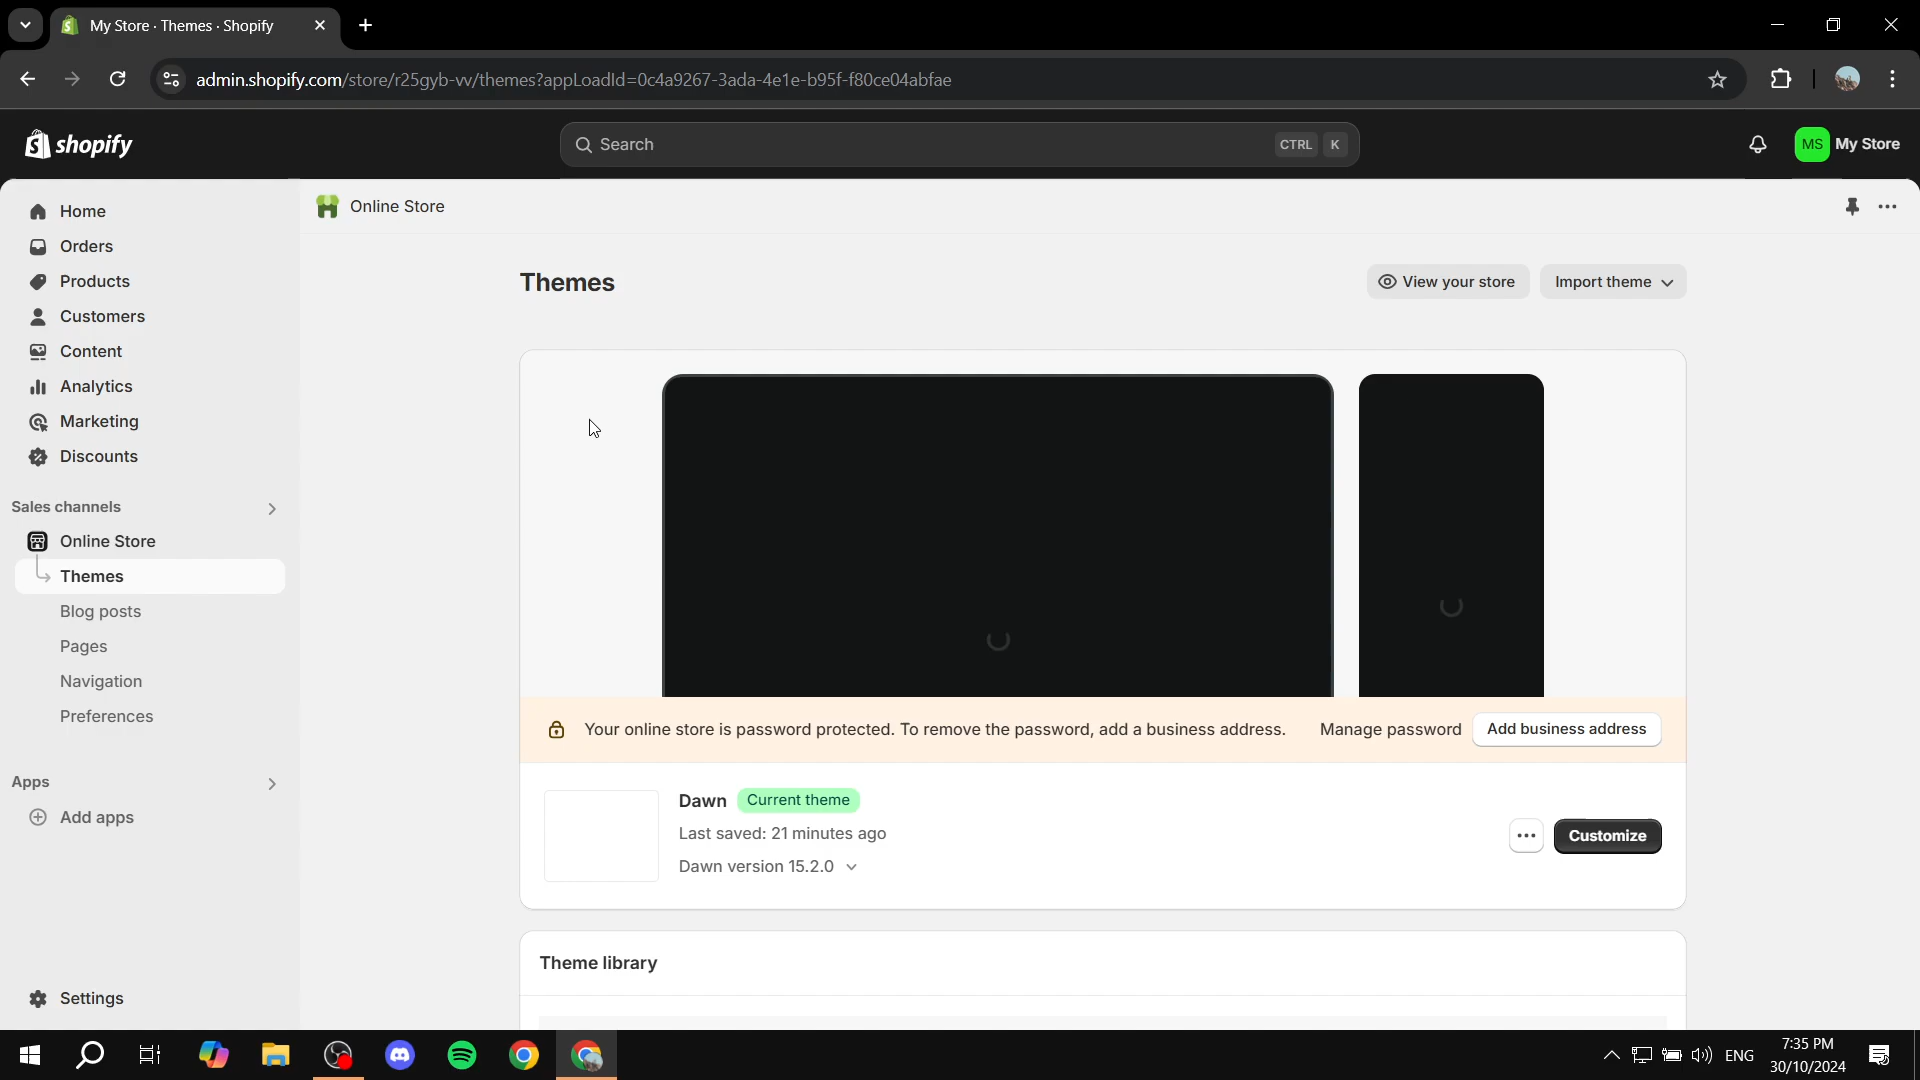 My Store · Themes · Shopify
admin.shopify.com/store/r25gyb-vv/themes?appLoadId=0c4a9267-3ada-4e1e-b95f-f80ce04abfae
shopify
Search
CTRL K
MS My Store
Home
Orders
Products
Customers
Content
Analytics
Marketing
Discounts
Sales channels
Online Store
Themes
Blog posts
Pages
Navigation
Preferences
Apps
Add apps
Settings
Online Store
Themes
View your store
Import theme
Your online store is password protected. To remove the password, add a business address.
Manage password
Add business address
Dawn Current theme
Last saved: 21 minutes ago
Dawn version 15.2.0
Customize
Theme library
ENG
7:35 PM
30/10/2024